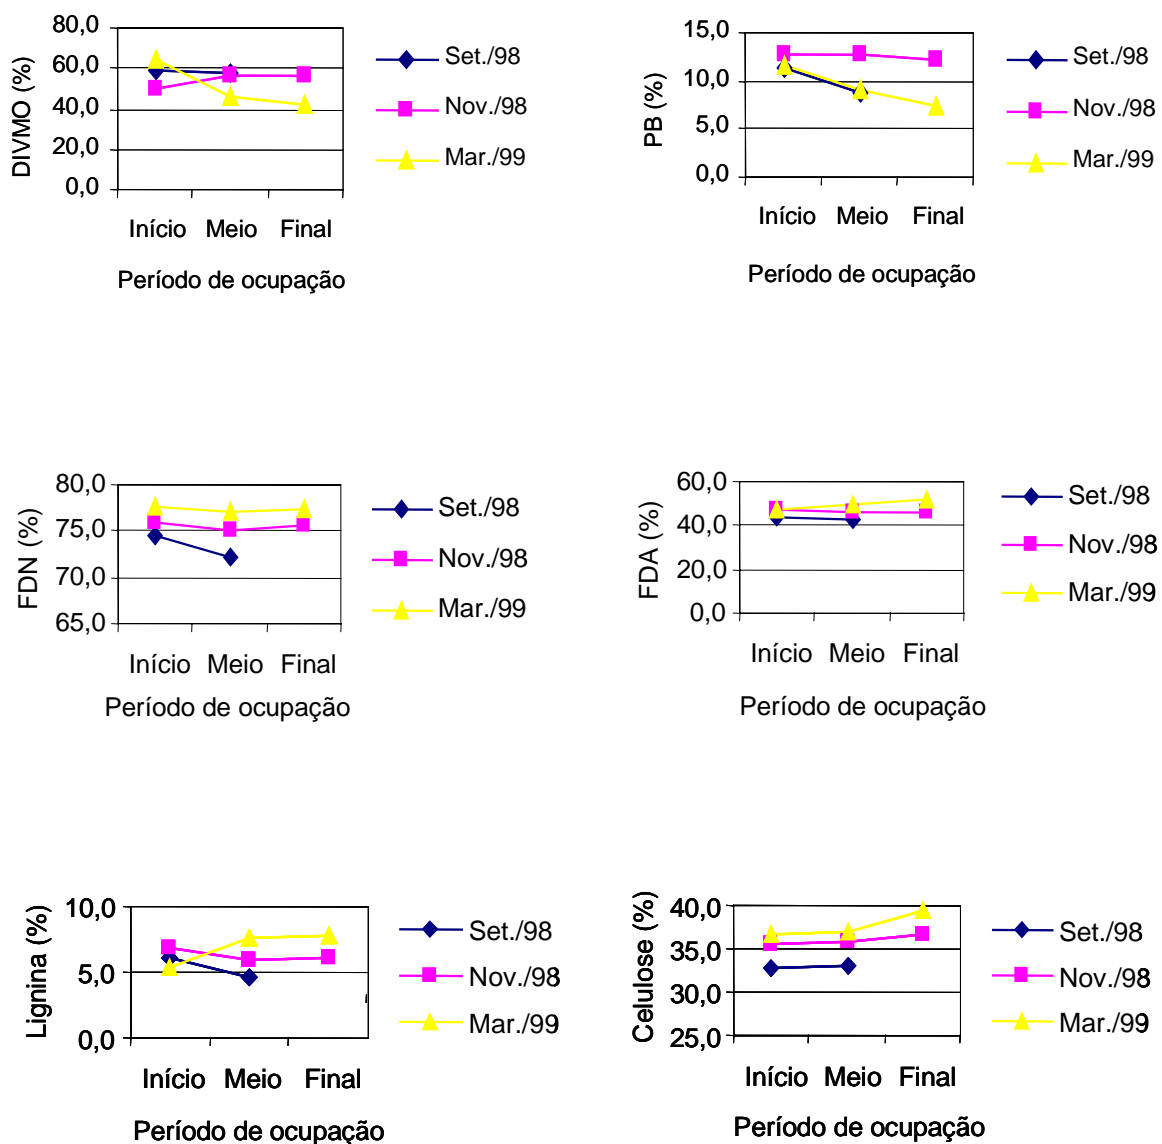 DIVMO (%)
80,0
60,0
40,0
20,0
0,0
Início Meio Final
Período de ocupação
Set./98
Nov./98
Mar./99
PB (%)
15,0
10,0
5,0
0,0
Início Meio Final
Período de ocupação
Set./98
Nov./98
Mar./99
FDN (%)
80,0
75,0
70,0
65,0
Início Meio Final
Período de ocupação
Set./98
Nov./98
Mar./99
FDA (%)
60,0
40,0
20,0
0,0
Início Meio Final
Período de ocupação
Set./98
Nov./98
Mar./99
Lignina (%)
10,0
5,0
0,0
Início Meio Final
Período de ocupação
Set./98
Nov./98
Mar./99
Celulose (%)
40,0
35,0
30,0
25,0
Início Meio Final
Período de ocupação
Set./98
Nov./98
Mar./99